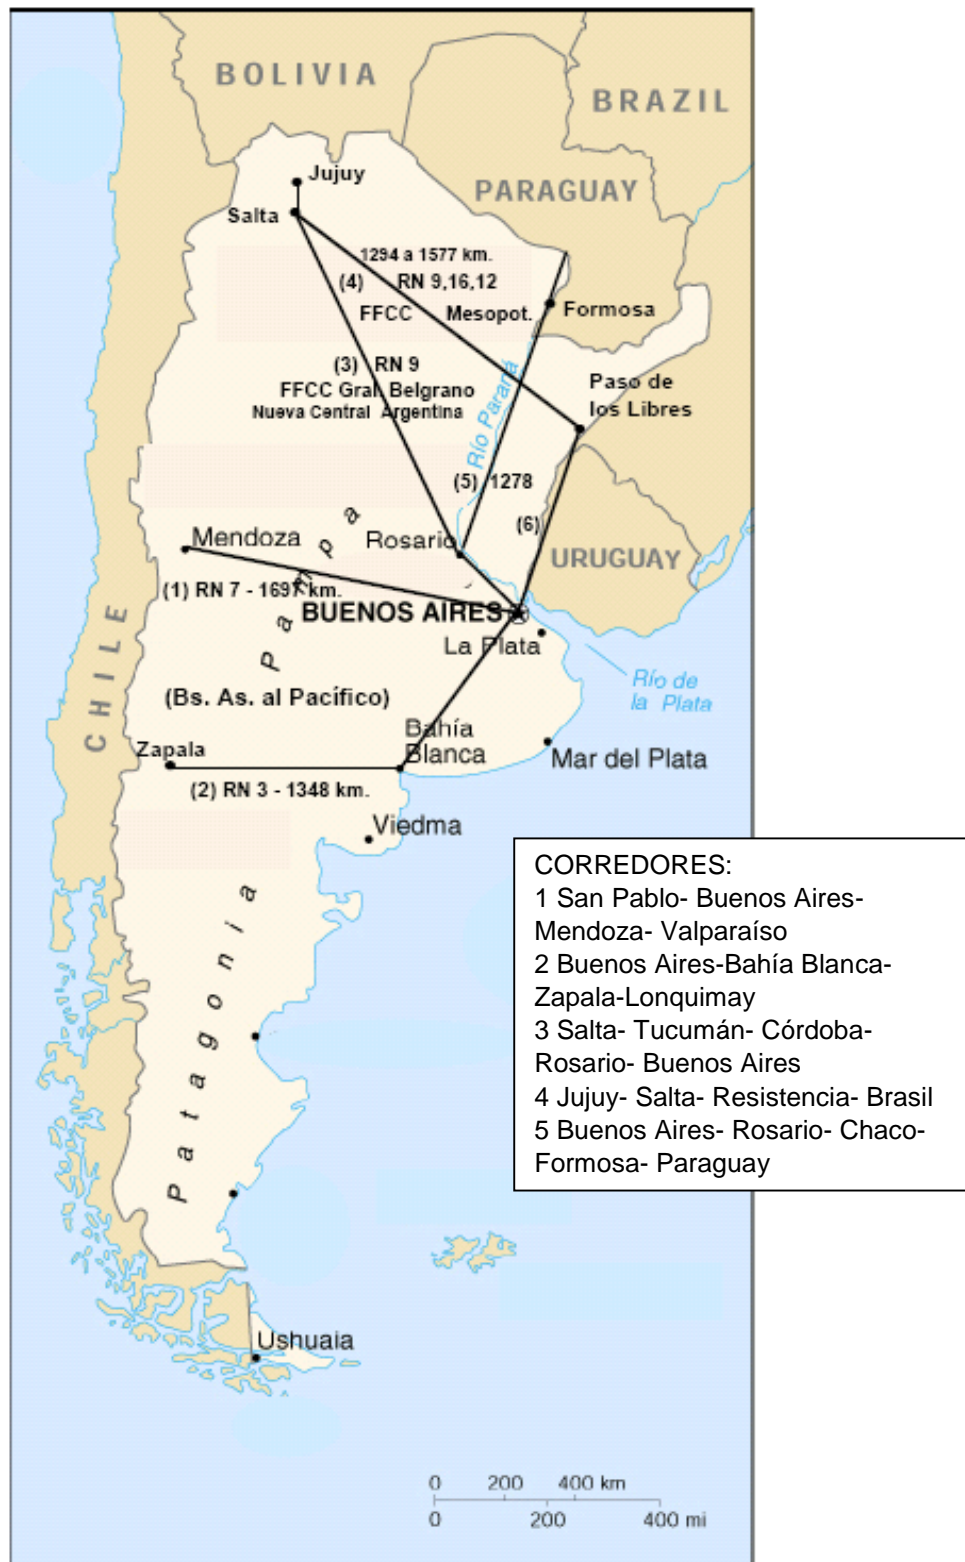 BOLIVIA
BRAZIL
PARAGUAY
Jujuy
Salta
1294 a 1577 km.
(4) RN 9,16,12
FFCC Mesopot.
Formosa
(3) RN 9
FFCC Gral. Belgrano
Nueva Central Argentina
Paso de
los Libres
Río Paraná
(5) 1278
(6)
Mendoza
Rosario
URUGUAY
Pampa
(1) RN 7 - 1697 km.
BUENOS AIRES
La Plata
CHILE
Río de
la Plata
(Bs. As. al Pacífico)
Bahía
Blanca
Zapala
Mar del Plata
(2) RN 3 - 1348 km.
Viedma
Patagonia
CORREDORES:
1 San Pablo- Buenos Aires-
Mendoza- Valparaíso
2 Buenos Aires-Bahía Blanca-
Zapala-Lonquimay
3 Salta- Tucumán- Córdoba-
Rosario- Buenos Aires
4 Jujuy- Salta- Resistencia- Brasil
5 Buenos Aires- Rosario- Chaco-
Formosa- Paraguay
Ushuaia
0 200 400 km
0 200 400 mi